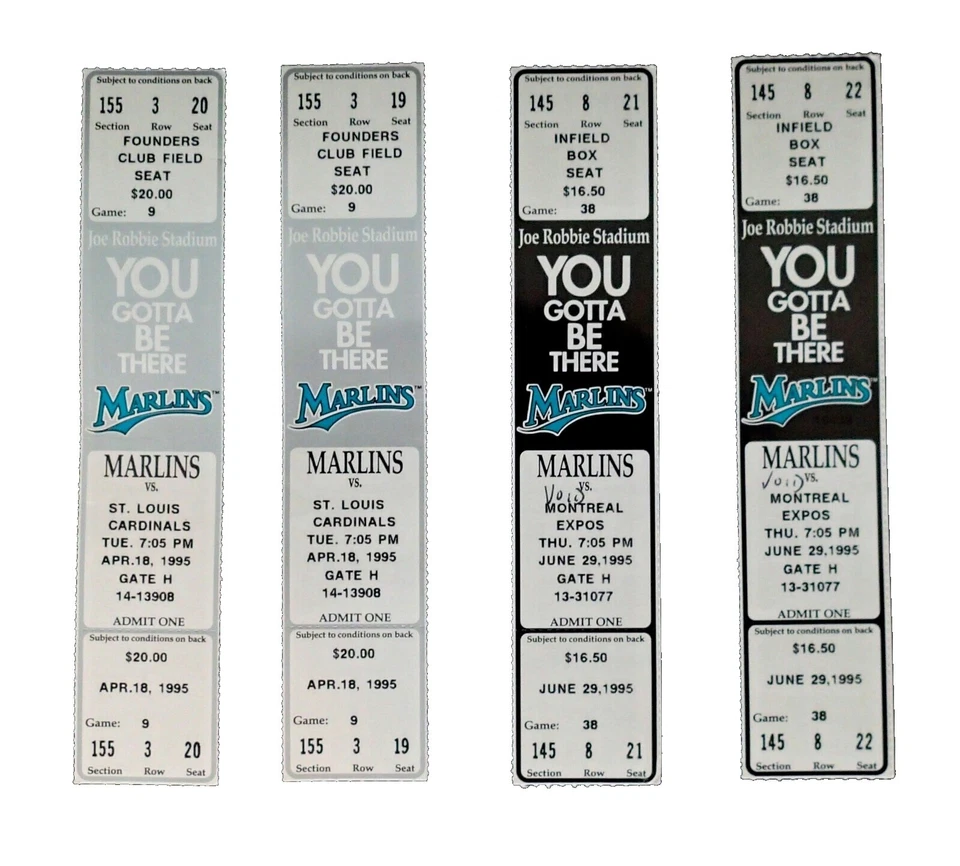 Subject to conditions on back
155 3 20
Section Row Seat
FOUNDERS
CLUB FIELD
SEAT
$20.00
Game: 9
Joe Robbie Stadium
YOU
GOTTA
BE
THERE
MARLINS™
MARLINS
VS.
ST. LOUIS
CARDINALS
TUE. 7:05 PM
APR.18, 1995
GATE H
14-13908
ADMIT ONE
Subject to conditions on back
$20.00
APR.18, 1995
Game: 9
155 3 20
Section Row Seat
Subject to conditions on back
155 3 19
Section Row Seat
FOUNDERS
CLUB FIELD
SEAT
$20.00
Game: 9
Joe Robbie Stadium
YOU
GOTTA
BE
THERE
MARLINS™
MARLINS
VS.
ST. LOUIS
CARDINALS
TUE. 7:05 PM
APR.18, 1995
GATE H
14-13908
ADMIT ONE
Subject to conditions on back
$20.00
APR.18, 1995
Game: 9
155 3 19
Section Row Seat
Subject to conditions on back
145 8 21
Section Row Seat
INFIELD
BOX
SEAT
$16.50
Game: 38
Joe Robbie Stadium
YOU
GOTTA
BE
THERE
MARLINS™
MARLINS
VS.
Void
MONTREAL
EXPOS
THU. 7:05 PM
JUNE 29,1995
GATE H
13-31077
ADMIT ONE
Subject to conditions on back
$16.50
JUNE 29,1995
Game: 38
145 8 21
Section Row Seat
Subject to conditions on back
145 8 22
Section Row Seat
INFIELD
BOX
SEAT
$16.50
Game: 38
Joe Robbie Stadium
YOU
GOTTA
BE
THERE
MARLINS™
MARLINS
VOID VS.
MONTREAL
EXPOS
THU. 7:05 PM
JUNE 29,1995
GATE H
13-31077
ADMIT ONE
Subject to conditions on back
$16.50
JUNE 29,1995
Game: 38
145 8 22
Section Row Seat